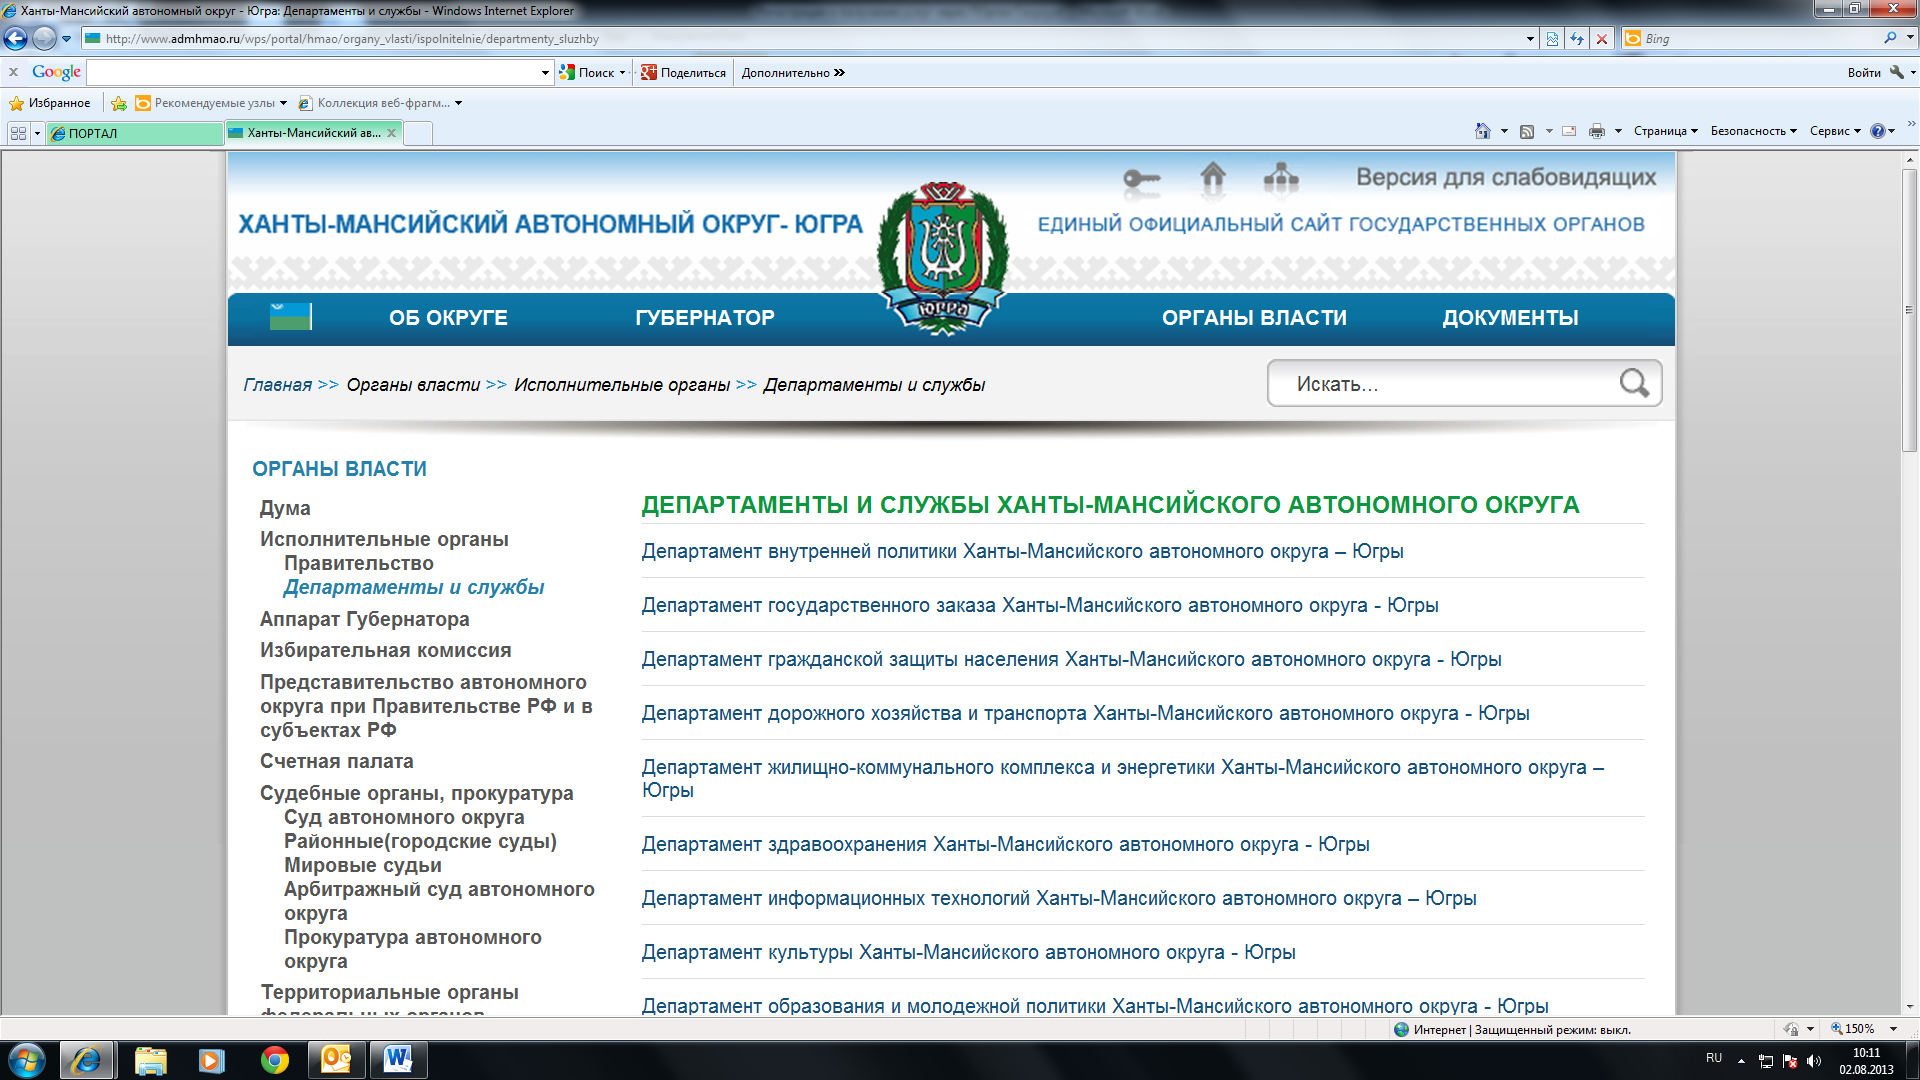 Ханты-Мансийский автономный округ - Югра: Департаменты и службы - Windows Internet Explorer
http://www.admhmao.ru/wps/portal/hmao/organy_vlasti/ispolnitelnie/departmenty_sluzhby
Bing
x Google Поиск Поделиться Дополнительно » Войти
Избранное Рекомендуемые узлы Коллекция веб-фрагм...
ПОРТАЛ Ханты-Мансийский ав... Страница Безопасность Сервис
Версия для слабовидящих
ХАНТЫ-МАНСИЙСКИЙ АВТОНОМНЫЙ ОКРУГ- ЮГРА
ЕДИНЫЙ ОФИЦИАЛЬНЫЙ САЙТ ГОСУДАРСТВЕННЫХ ОРГАНОВ
ЮГРА
ОБ ОКРУГЕ ГУБЕРНАТОР ОРГАНЫ ВЛАСТИ ДОКУМЕНТЫ
Главная >> Органы власти >> Исполнительные органы >> Департаменты и службы
Искать...
ОРГАНЫ ВЛАСТИ
Дума
Исполнительные органы
Правительство
Департаменты и службы
Аппарат Губернатора
Избирательная комиссия
Представительство автономного
округа при Правительстве РФ и в
субъектах РФ
Счетная палата
Судебные органы, прокуратура
Суд автономного округа
Районные(городские суды)
Мировые судьи
Арбитражный суд автономного
округа
Прокуратура автономного
округа
Территориальные органы
федеральных органов
ДЕПАРТАМЕНТЫ И СЛУЖБЫ ХАНТЫ-МАНСИЙСКОГО АВТОНОМНОГО ОКРУГА
Департамент внутренней политики Ханты-Мансийского автономного округа – Югры
Департамент государственного заказа Ханты-Мансийского автономного округа - Югры
Департамент гражданской защиты населения Ханты-Мансийского автономного округа - Югры
Департамент дорожного хозяйства и транспорта Ханты-Мансийского автономного округа - Югры
Департамент жилищно-коммунального комплекса и энергетики Ханты-Мансийского автономного округа –
Югры
Департамент здравоохранения Ханты-Мансийского автономного округа - Югры
Департамент информационных технологий Ханты-Мансийского автономного округа – Югры
Департамент культуры Ханты-Мансийского автономного округа - Югры
Департамент образования и молодежной политики Ханты-Мансийского автономного округа - Югры
Интернет | Защищенный режим: выкл. 150%
RU 10:11
02.08.2013